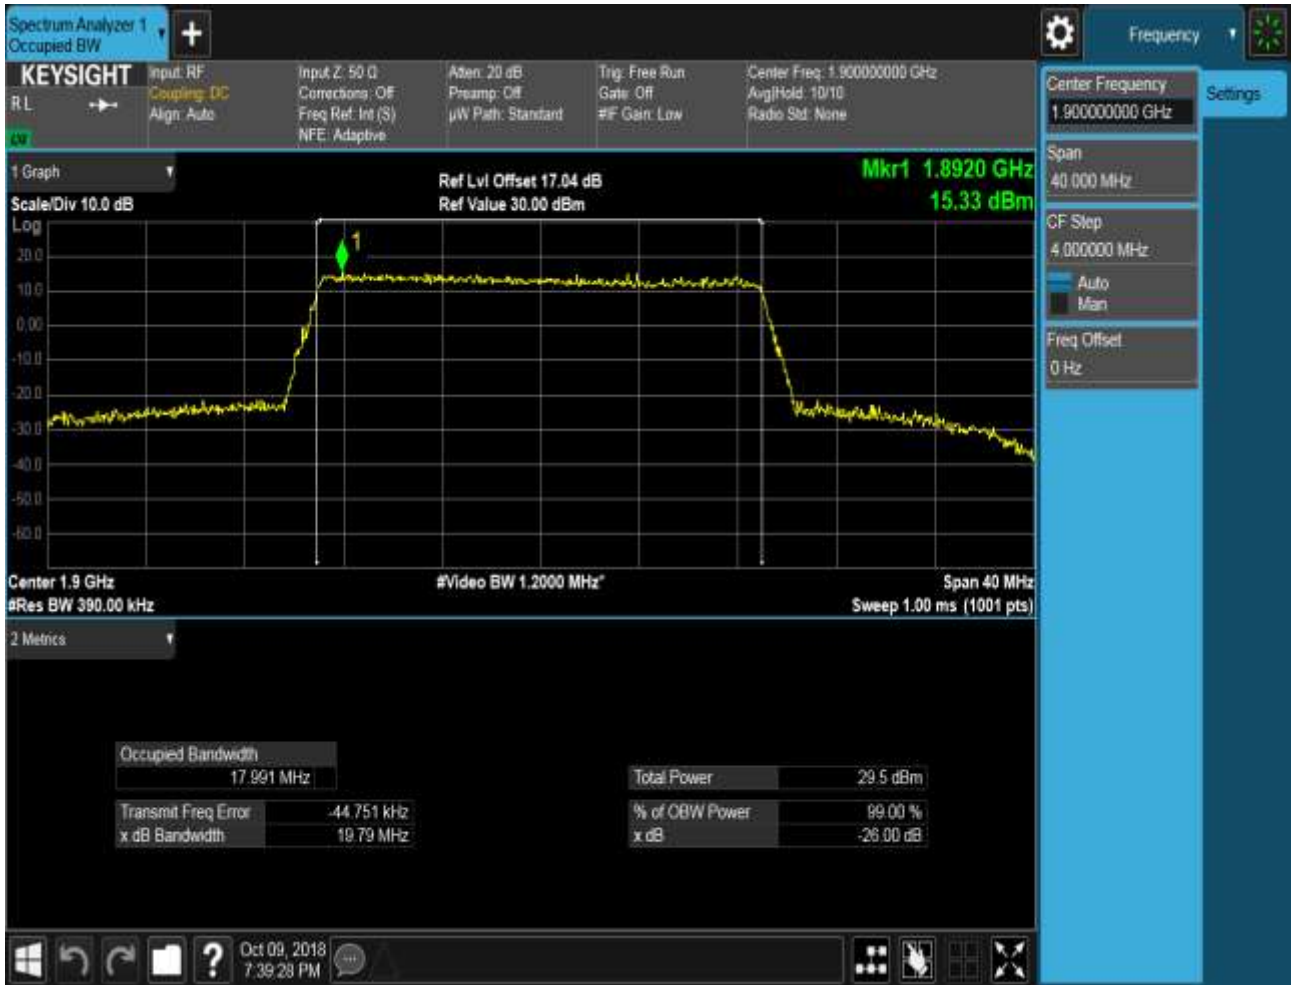 Spectrum Analyzer 1
Occupied BW
Frequency
KEYSIGHT
RL
Input: RF
Coupling: DC
Align: Auto
Input Z: 50 Ω
Corrections: Off
Freq Ref: Int (S)
NFE: Adaptive
Atten: 20 dB
Preamp: Off
µW Path: Standard
Trig: Free Run
Gate: Off
#IF Gain: Low
Center Freq: 1.900000000 GHz
Avg|Hold: 10/10
Radio Std: None
Center Frequency
1.900000000 GHz
Settings
Span
40.000 MHz
CF Step
4.000000 MHz
Auto
Man
Freq Offset
0 Hz
1 Graph
Scale/Div 10.0 dB
Ref Lvl Offset 17.04 dB
Ref Value 30.00 dBm
Mkr1 1.8920 GHz
15.33 dBm
Log
20.0
10.0
0.00
-10.0
-20.0
-30.0
-40.0
-50.0
-60.0
1
Center 1.9 GHz
#Res BW 390.00 kHz
#Video BW 1.2000 MHz*
Span 40 MHz
Sweep 1.00 ms (1001 pts)
2 Metrics
Occupied Bandwidth
17.991 MHz
Transmit Freq Error -44.751 kHz
x dB Bandwidth 19.79 MHz
Total Power 29.5 dBm
% of OBW Power 99.00 %
x dB -26.00 dB
Oct 09, 2018
7:39:28 PM